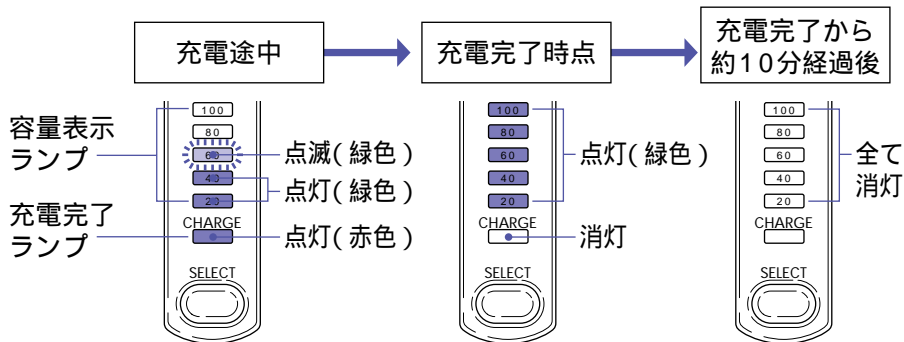 充電途中
充電完了時点
充電完了から
約10分経過後
容量表示
ランプ
充電完了
ランプ
100
80
60
40
20
CHARGE
SELECT
点滅(緑色)
点灯(緑色)
点灯(赤色)
100
80
60
40
20
CHARGE
SELECT
点灯(緑色)
消灯
100
80
60
40
20
CHARGE
SELECT
全て
消灯